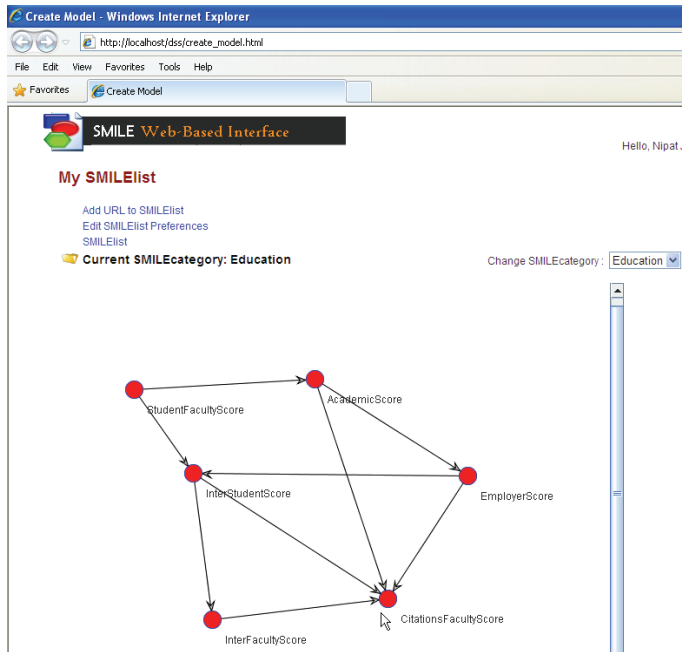 Create Model - Windows Internet Explorer
http://localhost/dss/create_model.html
File Edit View Favorites Tools Help
Favorites Create Model
SMILE Web-Based Interface
Hello, Nipat
My SMILElist
Add URL to SMILElist
Edit SMILElist Preferences
SMILElist
Current SMILEcategory: Education
Change SMILEcategory : Education
AcademicScore
StudentFacultyScore
InterStudentScore
EmployerScore
CitationsFacultyScore
InterFacultyScore